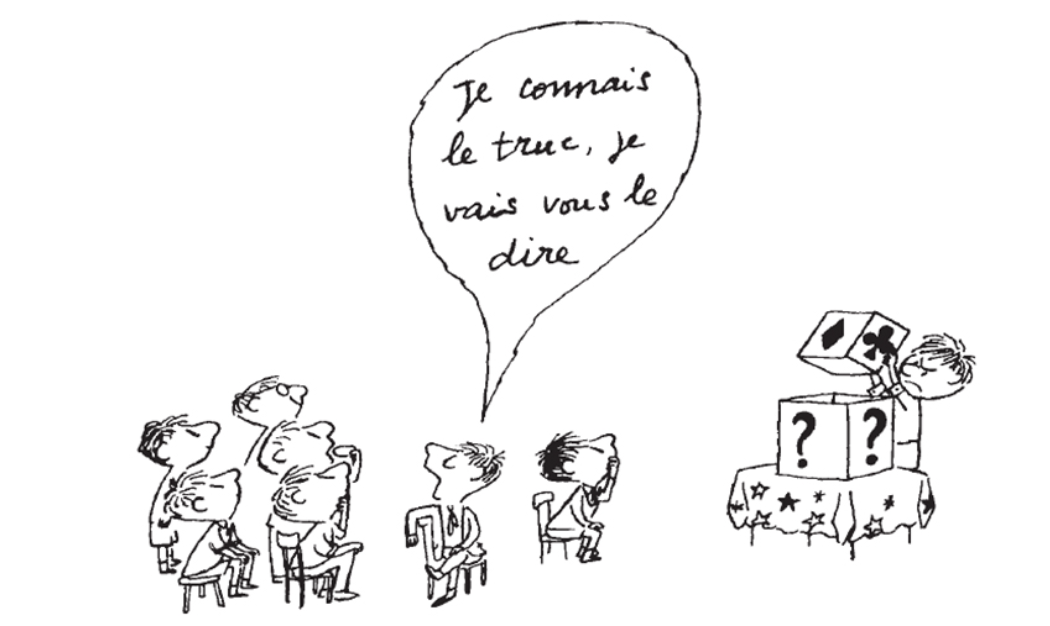 Je connais
le truc, je
vais vous le
dire
? ?